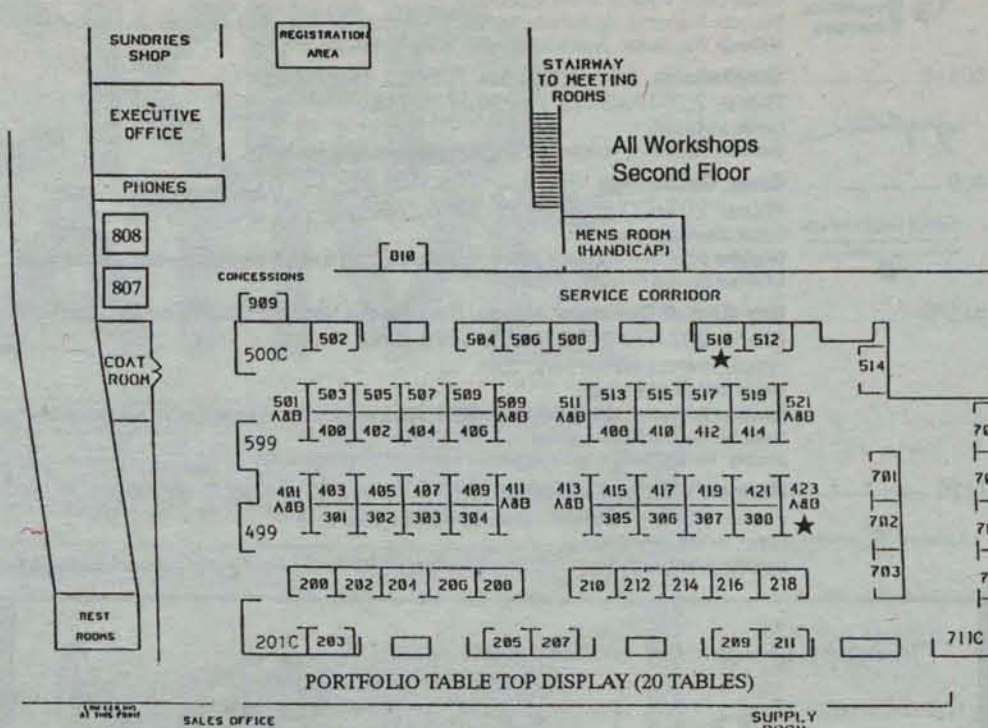 SUNDRIES
SHOP
REGISTRATION
AREA
STAIRWAY
TO MEETING
ROOMS
EXECUTIVE
OFFICE
All Workshops
Second Floor
PHONES
808
MENS ROOM
(HANDICAP)
810
807
CONCESSIONS
SERVICE CORRIDOR
909
COAT
ROOM
500C
502
504 506 508
510 512
514
501
A&B
503 505 507 509
509
A&B
511
A&B
513 515 517 519
521
A&B
400 402 404 406
408 410 412 414
599
701
401
A&B
403 405 407 409
411
A&B
413
A&B
415 417 419 421
423
A&B
301 302 303 304
305 306 307 308
499
702
703
200 202 204 206 208
210 212 214 216 218
REST
ROOMS
201C 203
205 207
209 211
711C
PORTFOLIO TABLE TOP DISPLAY (20 TABLES)
AT THIS POINT
SALES OFFICE
SUPPLY